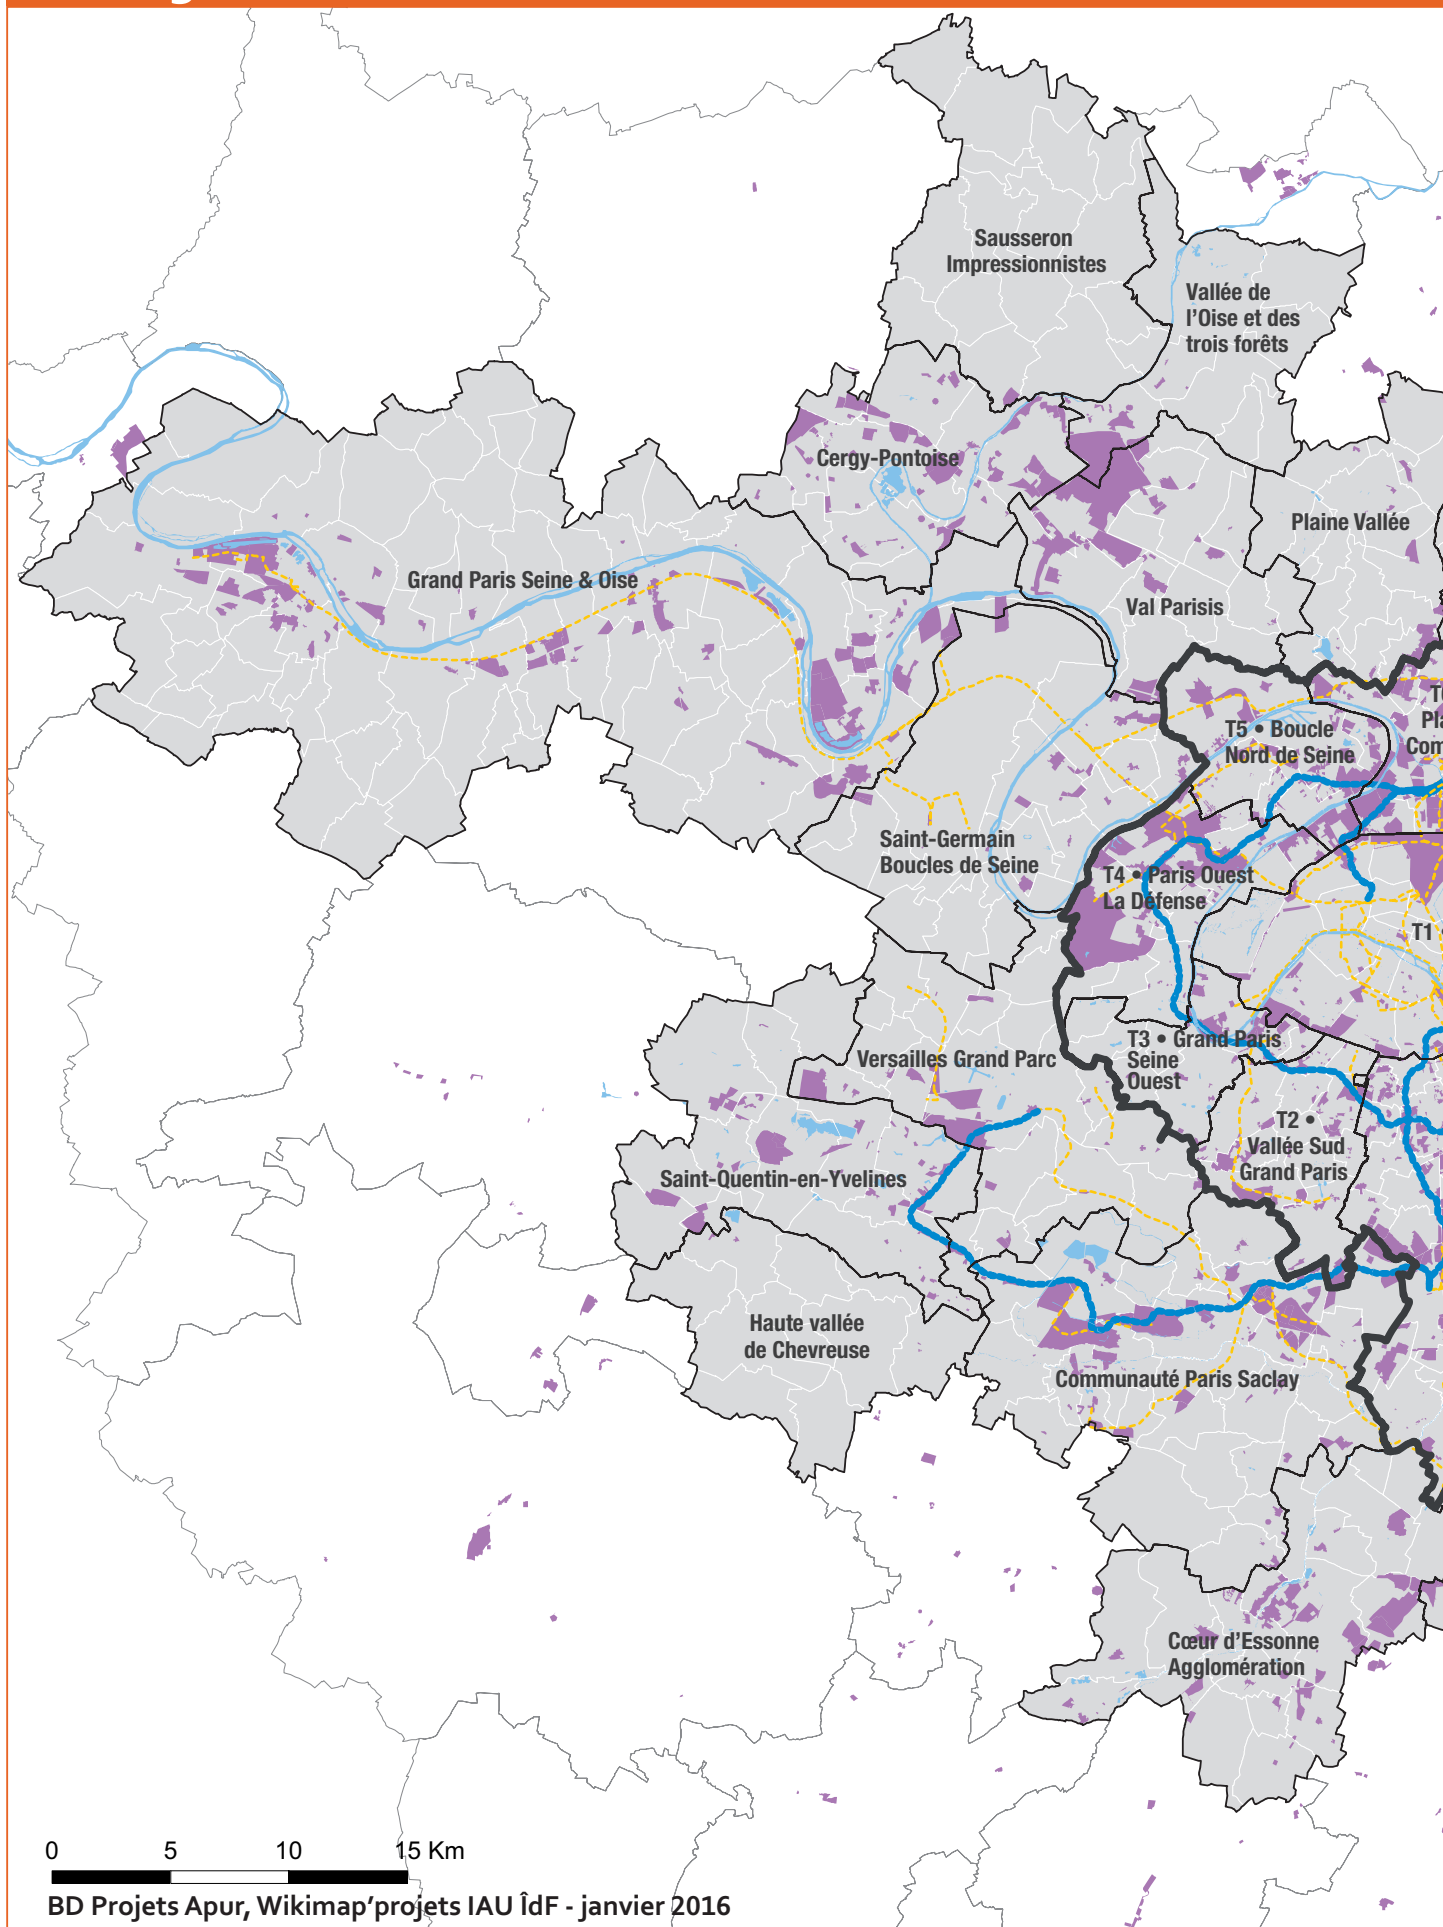 Sausseron
Impressionnistes
Vallée de
l'Oise et des
trois forêts
Cergy-Pontoise
Plaine Vallée
Grand Paris Seine & Oise
Val Parisis
T5 • Boucle
Nord de Seine
Pla
Com
Saint-Germain
Boucles de Seine
T4 • Paris Ouest
La Défense
T1
Versailles Grand Parc
T3 • Grand Paris
Seine
Ouest
T2 •
Vallée Sud
Grand Paris
Saint-Quentin-en-Yvelines
Haute vallée
de Chevreuse
Communauté Paris Saclay
Cœur d'Essonne
Agglomération
0 5 10 15 Km
BD Projets Apur, Wikimap'projets IAU ÎdF - janvier 2016